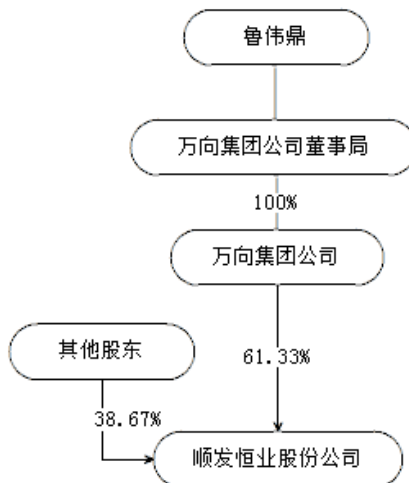 鲁伟鼎
万向集团公司董事局
100%
万向集团公司
其他股东
61.33%
38.67%
顺发恒业股份公司